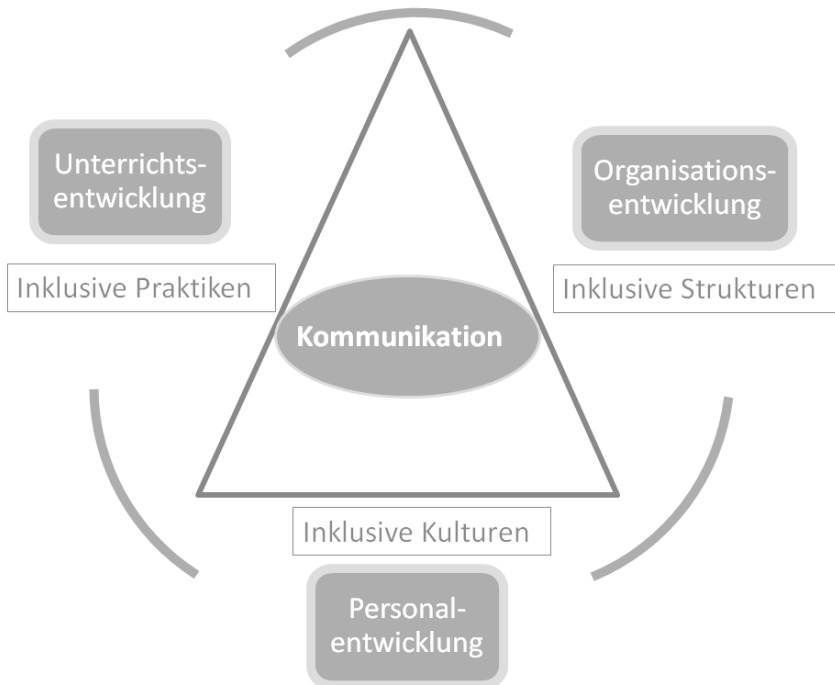 Unterrichts-
entwicklung
Inklusive Praktiken
Organisations-
entwicklung
Inklusive Strukturen
Kommunikation
Inklusive Kulturen
Personal-
entwicklung